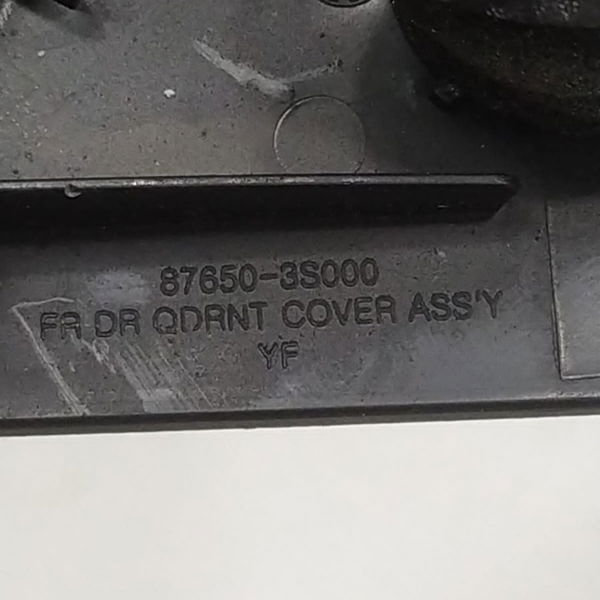 87650-3S000
FR DR QDRNT COVER ASS'Y
YF